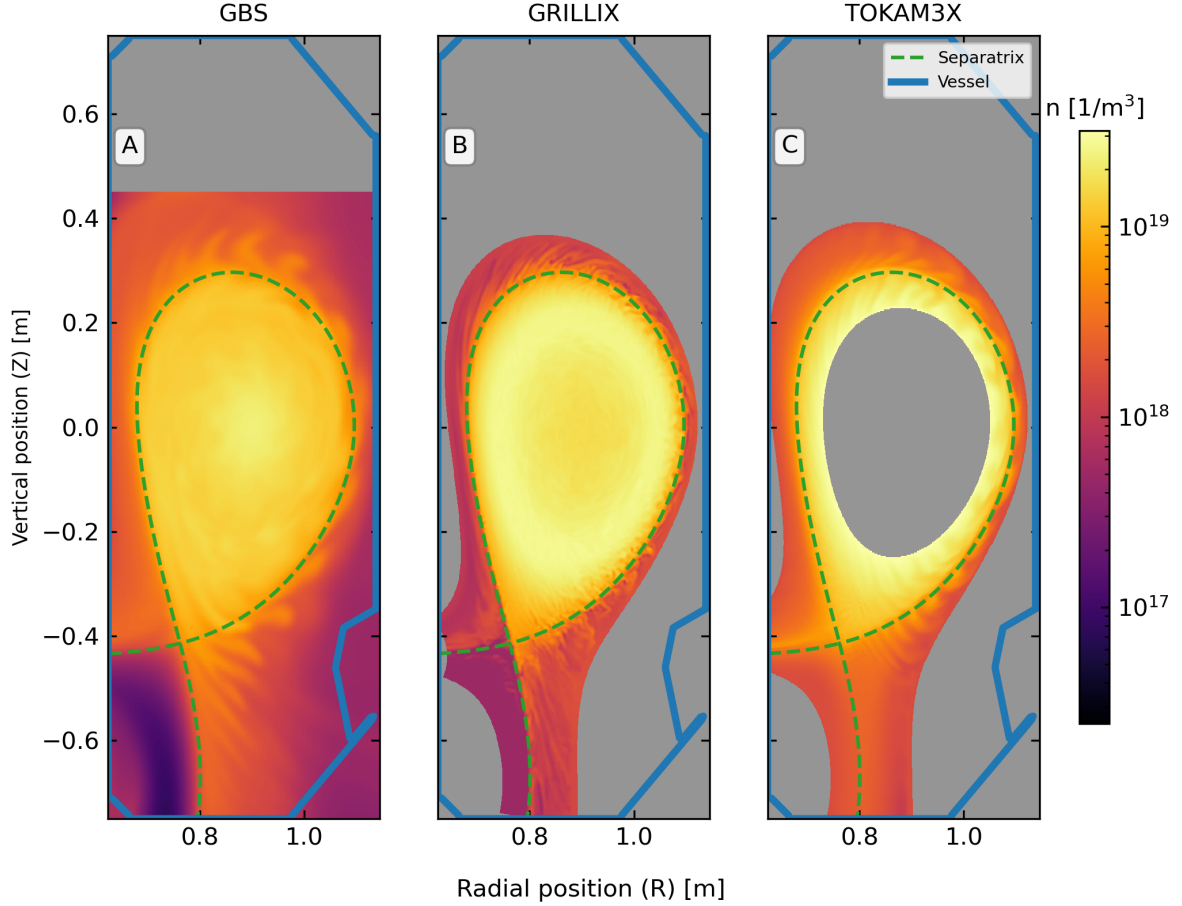 GBS
GRILLIX
TOKAM3X
Separatrix
Vessel
n [1/m³]
A
B
C
0.6
0.4
0.2
0.0
−0.2
−0.4
−0.6
Vertical position (Z) [m]
10¹⁹
10¹⁸
10¹⁷
0.8 1.0
0.8 1.0
0.8 1.0
Radial position (R) [m]